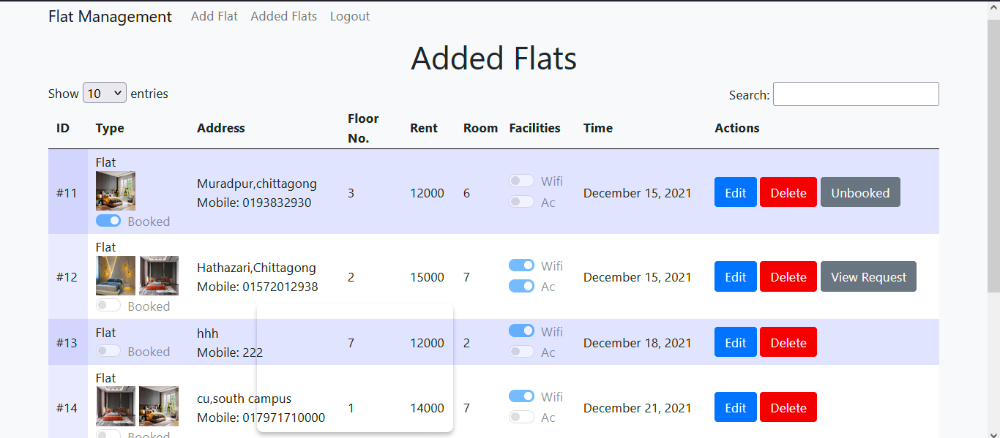 Flat Management Add Flat Added Flats Logout
Added Flats
Show 10 entries
Search:
ID Type Address Floor No. Rent Room Facilities Time Actions
Flat
#11 Muradpur,chittagong 3 12000 6 Wifi December 15, 2021 Edit Delete Unbooked
Mobile: 0193832930 Ac
Booked
Flat
#12 Hathazari,Chittagong 2 15000 7 Wifi December 15, 2021 Edit Delete View Request
Mobile: 01572012938 Ac
Booked
Flat
#13 hhh 7 12000 2 Wifi December 18, 2021 Edit Delete
Booked Mobile: 222 Ac
Flat
#14 cu,south campus 1 14000 7 Wifi December 21, 2021 Edit Delete
Mobile: 017971710000 Ac
Booked